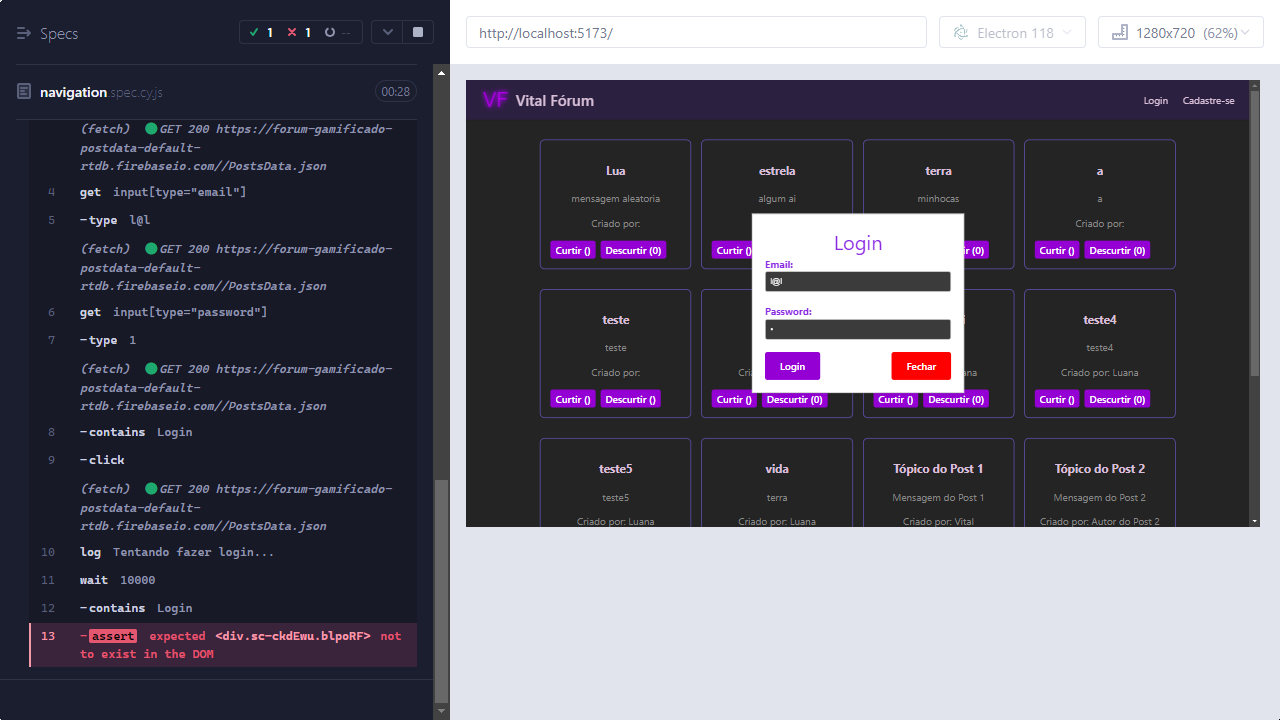 Specs
1
1
--
navigation.spec.cy.js
00:28
(fetch) GET 200 https://forum-gamificado-
postdata-default-
rtdb.firebaseio.com//PostsData.json
4 get input[type="email"]
5 -type l@l
(fetch) GET 200 https://forum-gamificado-
postdata-default-
rtdb.firebaseio.com//PostsData.json
6 get input[type="password"]
7 -type 1
(fetch) GET 200 https://forum-gamificado-
postdata-default-
rtdb.firebaseio.com//PostsData.json
8 -contains Login
9 -click
(fetch) GET 200 https://forum-gamificado-
postdata-default-
rtdb.firebaseio.com//PostsData.json
10 log Tentando fazer login...
11 wait 10000
12 -contains Login
13 -assert expected <div.sc-ckdEwu.blpoRF> not
to exist in the DOM
http://localhost:5173/
Electron 118
1280x720 (62%)
VF Vital Fórum
Login Cadastre-se
Lua estrela terra a
mensagem aleatoria algum ai minhocas a
Criado por: Criado por:
Curtir () Descurtir (0) Curtir () (0) Curtir () Descurtir (0)
Login
Email:
l@l
Password:
•
Login Fechar
teste teste4
teste teste4
Criado por: Criado por: Luana
Curtir () Descurtir () Curtir () Descurtir (0) Curtir () Descurtir (0) Curtir () Descurtir (0)
teste5 vida Tópico do Post 1 Tópico do Post 2
teste5 terra Mensagem do Post 1 Mensagem do Post 2
Criado por: Luana Criado por: Luana Criado por: Vital Criado por: Autor do Post 2